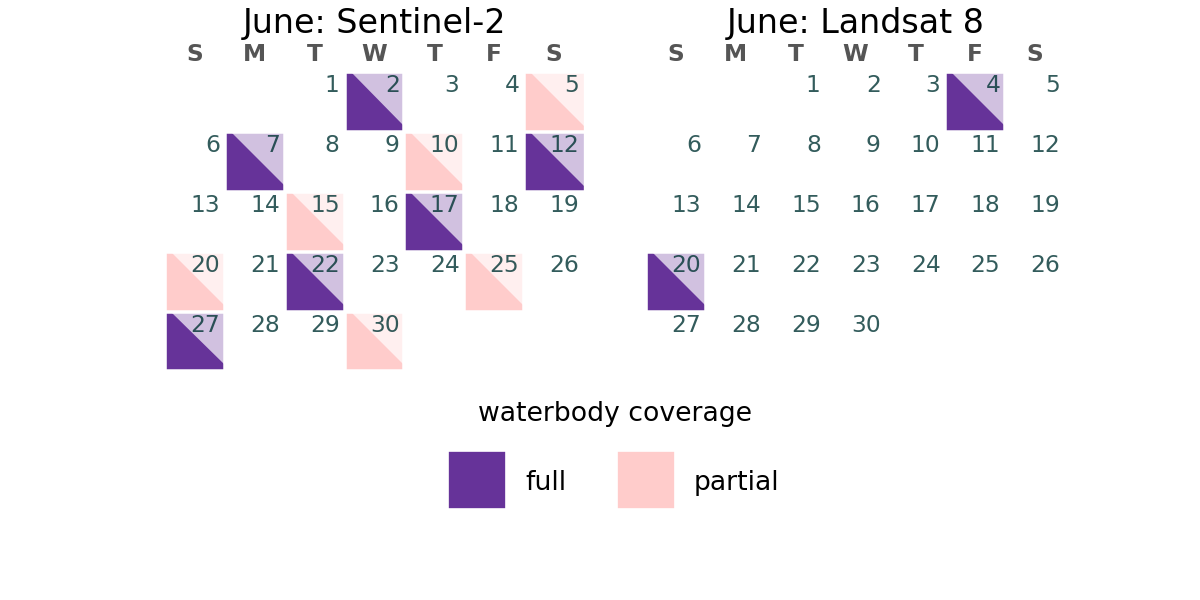 June: Sentinel-2
S M T W T F S
1 2 3 4 5
6 7 8 9 10 11 12
13 14 15 16 17 18 19
20 21 22 23 24 25 26
27 28 29 30
June: Landsat 8
S M T W T F S
1 2 3 4 5
6 7 8 9 10 11 12
13 14 15 16 17 18 19
20 21 22 23 24 25 26
27 28 29 30
waterbody coverage
full partial